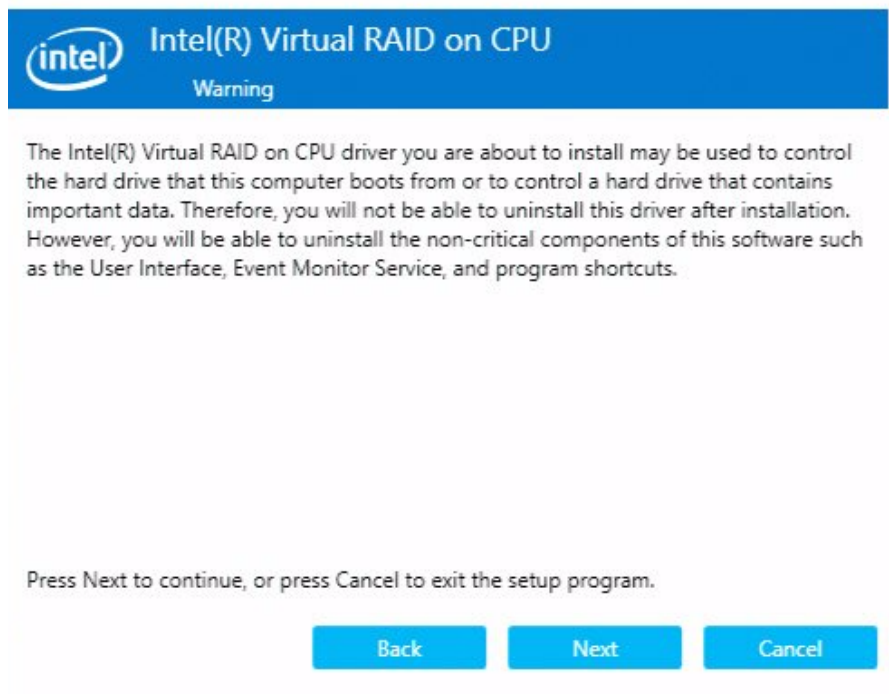 intel
Intel(R) Virtual RAID on CPU
Warning
The Intel(R) Virtual RAID on CPU driver you are about to install may be used to control
the hard drive that this computer boots from or to control a hard drive that contains
important data. Therefore, you will not be able to uninstall this driver after installation.
However, you will be able to uninstall the non-critical components of this software such
as the User Interface, Event Monitor Service, and program shortcuts.
Press Next to continue, or press Cancel to exit the setup program.
Back Next Cancel